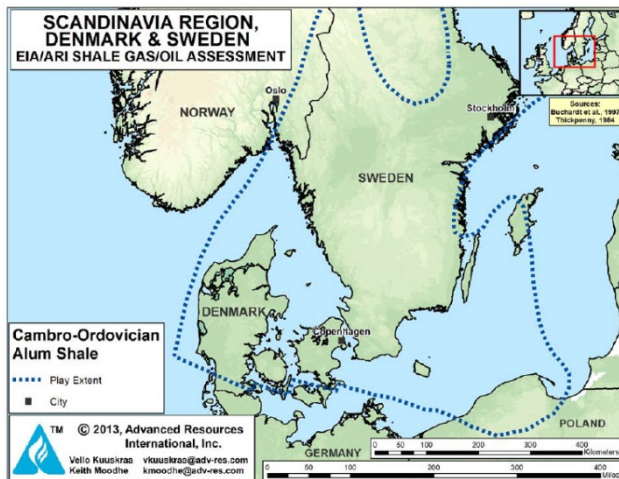 SCANDINAVIA REGION,
DENMARK & SWEDEN
EIA/ARI SHALE GAS/OIL ASSESSMENT
Sources:
Buchardt et al., 1997
Thickpenny, 1984
Oslo
NORWAY
Stockholm
SWEDEN
DENMARK
Copenhagen
Cambro-Ordovician
Alum Shale
Play Extent
City
POLAND
GERMANY
TM
© 2013, Advanced Resources
International, Inc.
Vello Kuuskraa vkuuskraa@adv-res.com
Keith Moodhe kmoodhe@adv-res.com
0 100 200 300 400
Kilometers
0 100 200 300 400
Miles